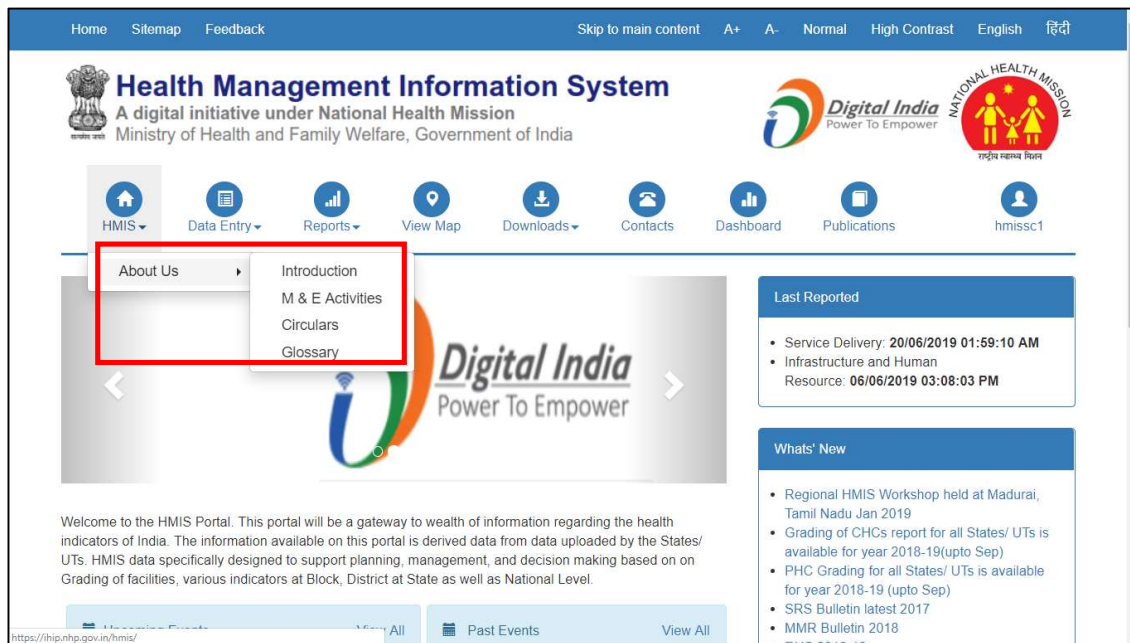 Home Sitemap Feedback Skip to main content A+ A- Normal High Contrast English हिंदी
Health Management Information System
A digital initiative under National Health Mission
Ministry of Health and Family Welfare, Government of India
सत्यमेव जयते
Digital India
Power To Empower
NATIONAL HEALTH MISSION
राष्ट्रीय स्वास्थ्य मिशन
HMIS Data Entry Reports View Map Downloads Contacts Dashboard Publications hmissc1
About Us
Introduction
M & E Activities
Circulars
Glossary
Digital India
Power To Empower
Last Reported
• Service Delivery: 20/06/2019 01:59:10 AM
• Infrastructure and Human
Resource: 06/06/2019 03:08:03 PM
Whats' New
• Regional HMIS Workshop held at Madurai,
Tamil Nadu Jan 2019
• Grading of CHCs report for all States/ UTs is
available for year 2018-19(upto Sep)
• PHC Grading for all States/ UTs is available
for year 2018-19 (upto Sep)
• SRS Bulletin latest 2017
• MMR Bulletin 2018
Welcome to the HMIS Portal. This portal will be a gateway to wealth of information regarding the health
indicators of India. The information available on this portal is derived data from data uploaded by the States/
UTs. HMIS data specifically designed to support planning, management, and decision making based on on
Grading of facilities, various indicators at Block, District at State as well as National Level.
Upcoming Events View All
Past Events View All
https://ihip.nhp.gov.in/hmis/